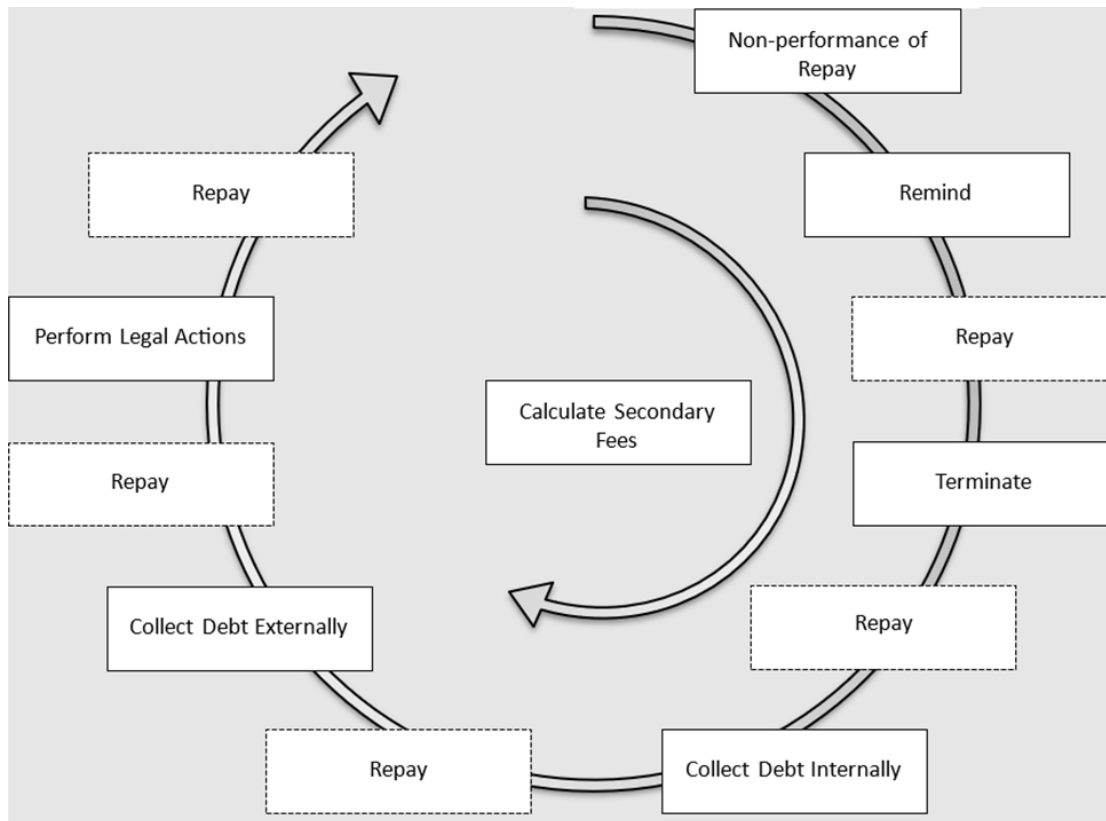 Non-performance of
Repay
Remind
Repay
Terminate
Repay
Collect Debt Internally
Repay
Collect Debt Externally
Repay
Perform Legal Actions
Repay
Calculate Secondary
Fees